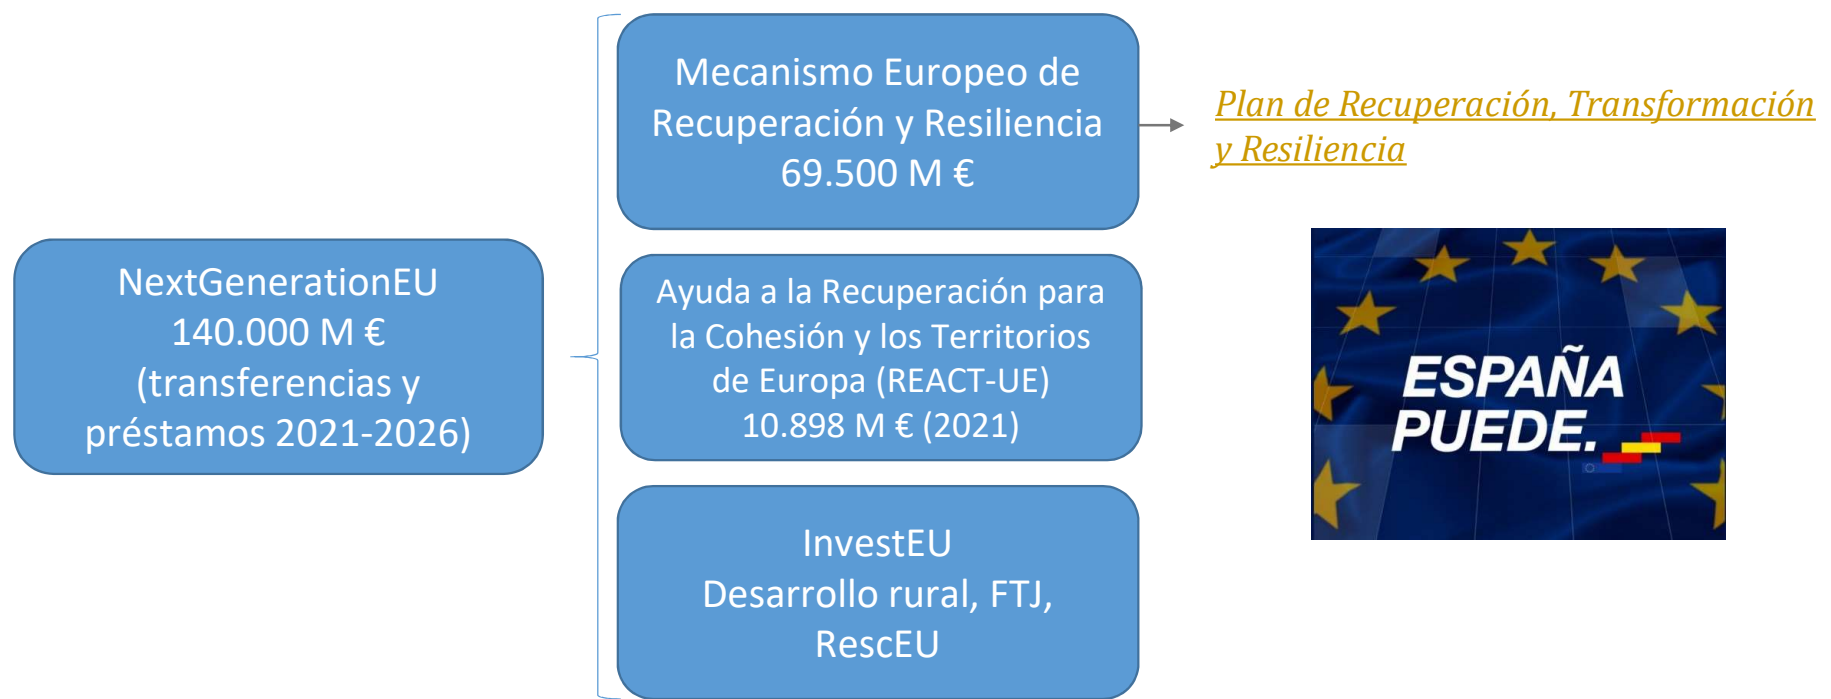 NextGenerationEU
140.000 M €
(transferencias y
préstamos 2021-2026)
Mecanismo Europeo de
Recuperación y Resiliencia
69.500 M €
Ayuda a la Recuperación para
la Cohesión y los Territorios
de Europa (REACT-UE)
10.898 M € (2021)
InvestEU
Desarrollo rural, FTJ,
RescEU
Plan de Recuperación, Transformación
y Resiliencia
ESPAÑA
PUEDE.